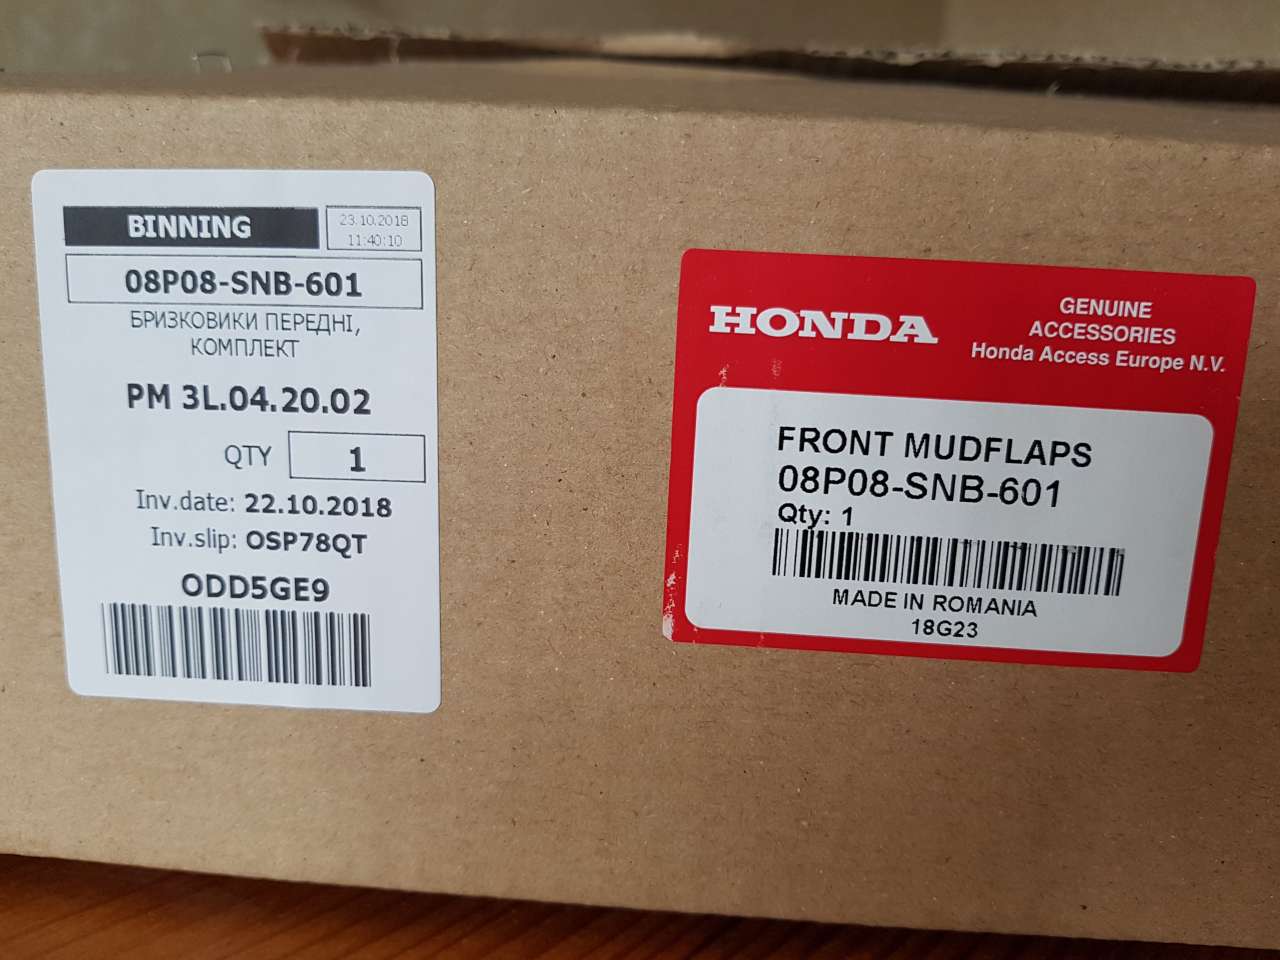 BINNING
23.10.2018
11:40:10
08P08-SNB-601
БРИЗКОВИКИ ПЕРЕДНІ,
КОМПЛЕКТ
PM 3L.04.20.02
QTY 1
Inv.date: 22.10.2018
Inv.slip: OSP78QT
ODD5GE9
HONDA
GENUINE
ACCESSORIES
Honda Access Europe N.V.
FRONT MUDFLAPS
08P08-SNB-601
Qty: 1
MADE IN ROMANIA
18G23